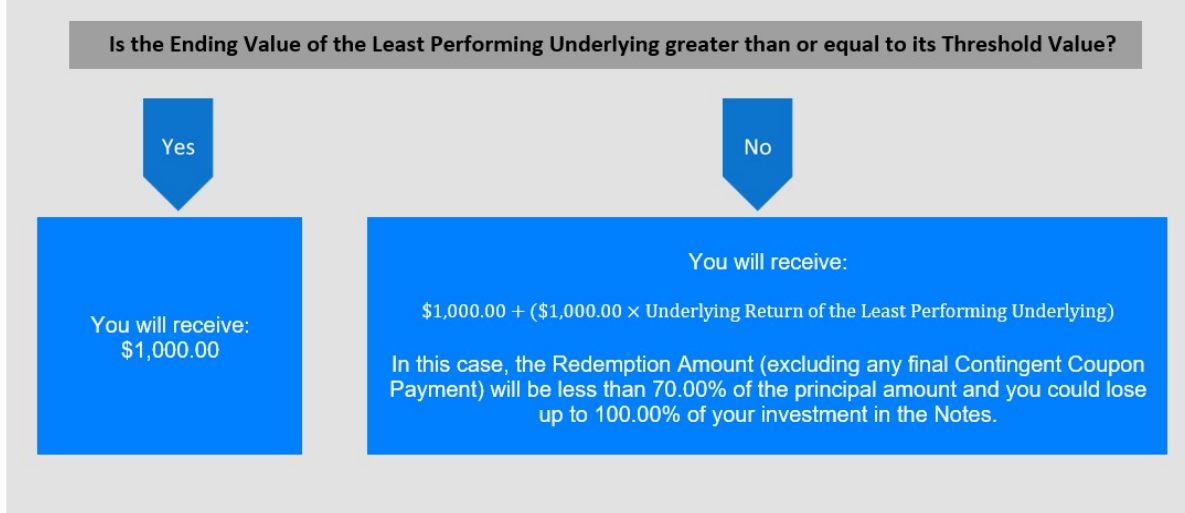 Is the Ending Value of the Least Performing Underlying greater than or equal to its Threshold Value?
Yes
No
You will receive:
$1,000.00
You will receive:
$1,000.00 + ($1,000.00 × Underlying Return of the Least Performing Underlying)
In this case, the Redemption Amount (excluding any final Contingent Coupon
Payment) will be less than 70.00% of the principal amount and you could lose
up to 100.00% of your investment in the Notes.